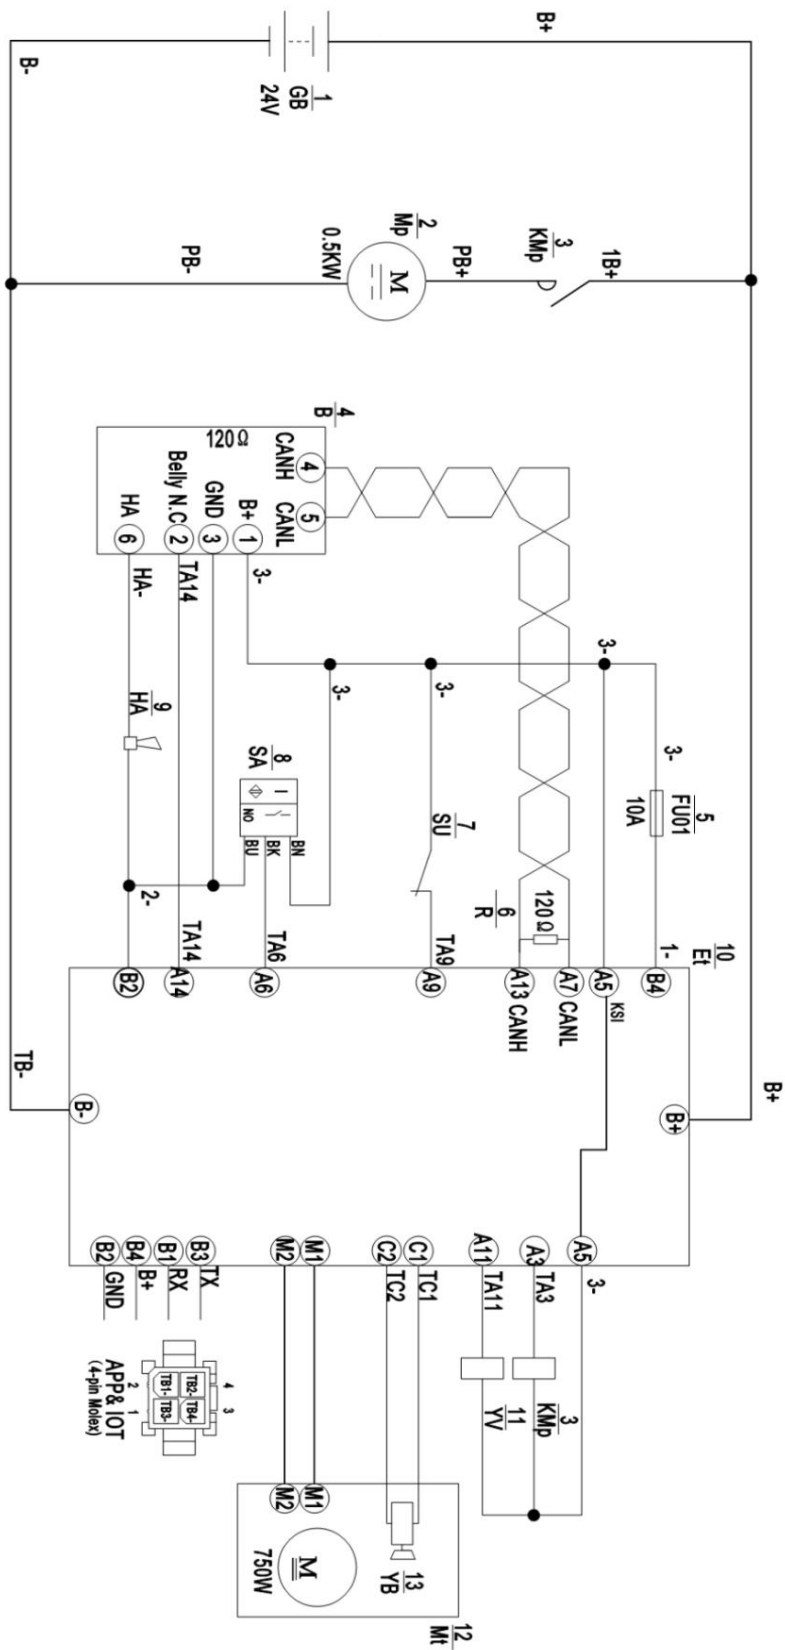 B+
B-
1
GB
24V
1B+
3
KMp
PB+
2
Mp
0.5KW
M
PB-
4
B
120Ω
CANH
4
CANL
5
B+
1
GND
3
Belly N.C
2
HA
6
3-
TA14
HA-
3-
3-
3-
3-
5
FU01
10A
1-
9
HA
8
SA
NO
BN
BK
BU
7
SU
6
R
120Ω
2-
TA14
TA6
TA9
10
Et
B2
A14
A6
A9
A13 CANH
A7 CANL
A5
KSI
B4
TB-
B-
B+
B+
B2
B4
B1
B3
M2
M1
C2
C1
A11
A3
A5
GND
B+
RX
TX
TC2
TC1
TA11
TA3
3-
4
3
2
1
TB2-
TB4-
TB1-
TB3-
APP& IOT
(4-pin Molex)
3
KMp
11
YV
M2
M1
M
750W
13
YB
12
Mt